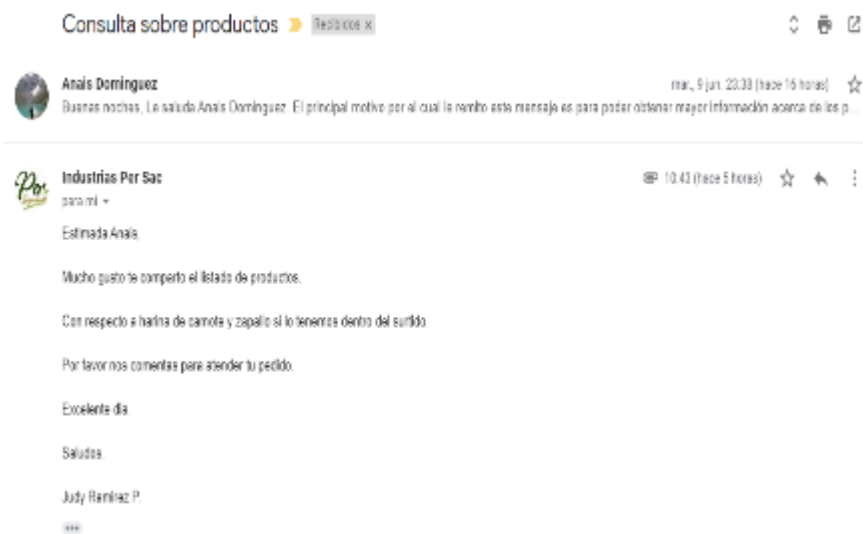 Consulta sobre productos
Recibidos x
Anais Dominguez
mar., 9 jun. 23:38 (hace 16 horas)
Buenas noches, Le saluda Anais Dominguez. El principal motivo por el cual le remito este mensaje es para poder obtener mayor información acerca de los p...
Industrias Per Sac
10:43 (hace 5 horas)
para mí
Estimada Anais,
Mucho gusto te comparto el listado de productos.
Con respecto a harina de camote y zapallo si lo tenemos dentro del surtido
Por favor nos comentas para atender tu pedido.
Excelente día.
Saludos.
Judy Ramirez P.